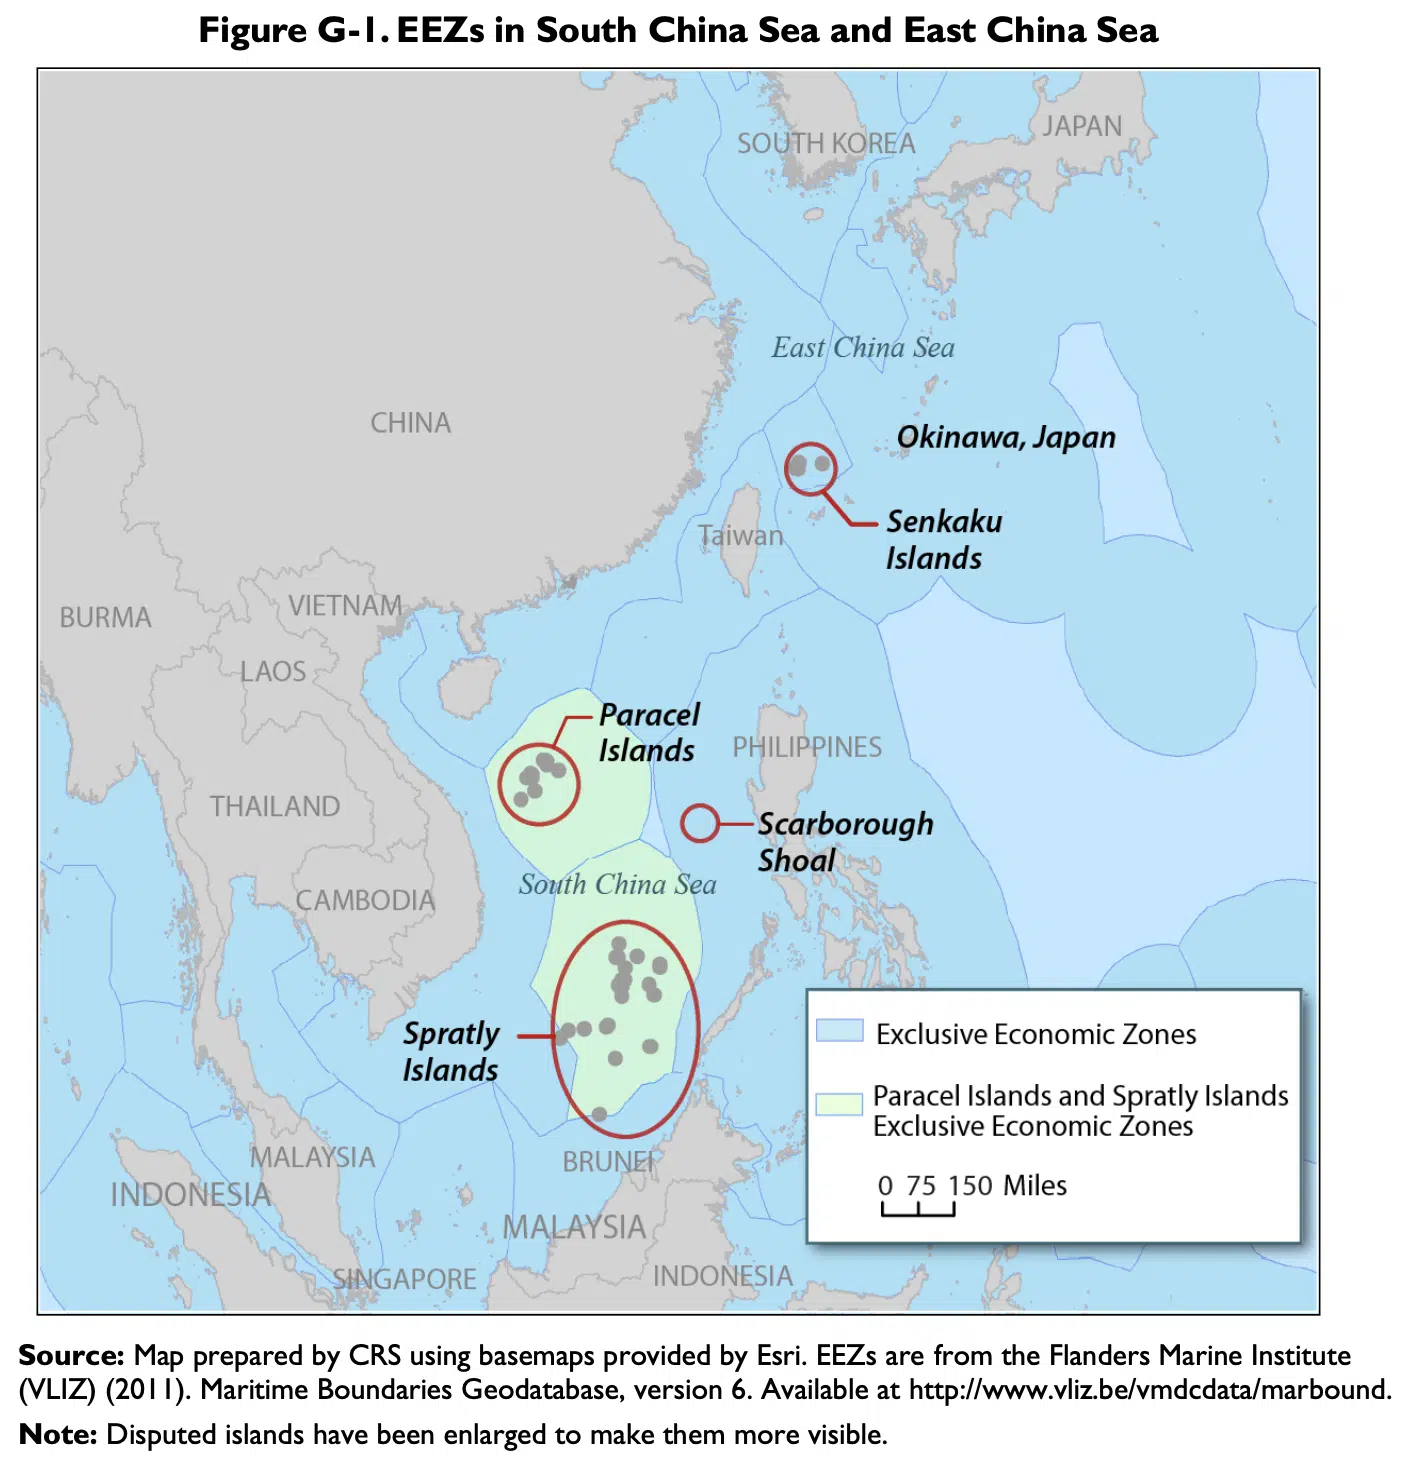 Figure G-1. EEZs in South China Sea and East China Sea
SOUTH KOREA
JAPAN
East China Sea
CHINA
Okinawa, Japan
Senkaku
Islands
Taiwan
BURMA
VIETNAM
LAOS
Paracel
Islands
PHILIPPINES
THAILAND
Scarborough
Shoal
South China Sea
CAMBODIA
Spratly
Islands
Exclusive Economic Zones
Paracel Islands and Spratly Islands
Exclusive Economic Zones
0 75 150 Miles
MALAYSIA
BRUNEI
INDONESIA
MALAYSIA
SINGAPORE
INDONESIA
Source: Map prepared by CRS using basemaps provided by Esri. EEZs are from the Flanders Marine Institute
(VLIZ) (2011). Maritime Boundaries Geodatabase, version 6. Available at http://www.vliz.be/vmdcdata/marbound.
Note: Disputed islands have been enlarged to make them more visible.